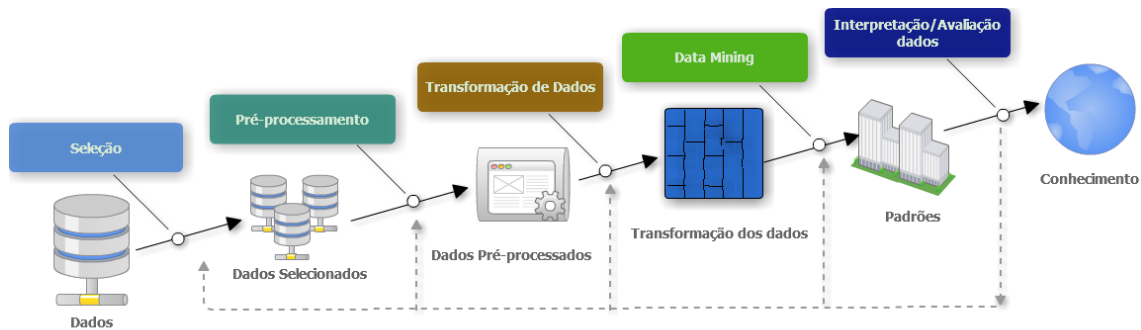 Seleção
Pré-processamento
Transformação de Dados
Data Mining
Interpretação/Avaliação
dados
Dados
Dados Selecionados
Dados Pré-processados
Transformação dos dados
Padrões
Conhecimento